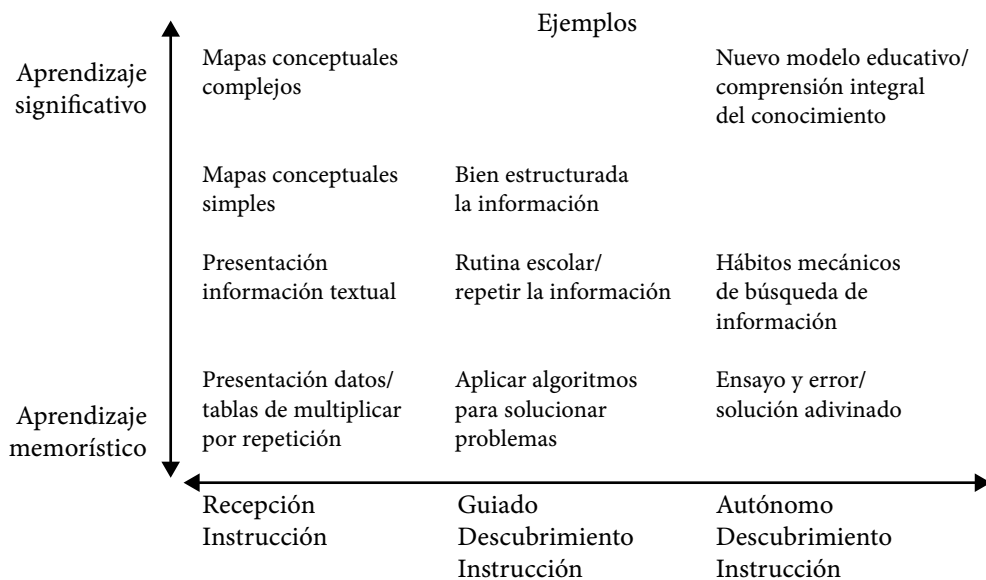 Ejemplos
Aprendizaje
significativo
Mapas conceptuales
complejos
Nuevo modelo educativo/
comprensión integral
del conocimiento
Mapas conceptuales
simples
Bien estructurada
la información
Presentación
información textual
Rutina escolar/
repetir la información
Hábitos mecánicos
de búsqueda de
información
Aprendizaje
memorístico
Presentación datos/
tablas de multiplicar
por repetición
Aplicar algoritmos
para solucionar
problemas
Ensayo y error/
solución adivinado
Recepción
Instrucción
Guiado
Descubrimiento
Instrucción
Autónomo
Descubrimiento
Instrucción